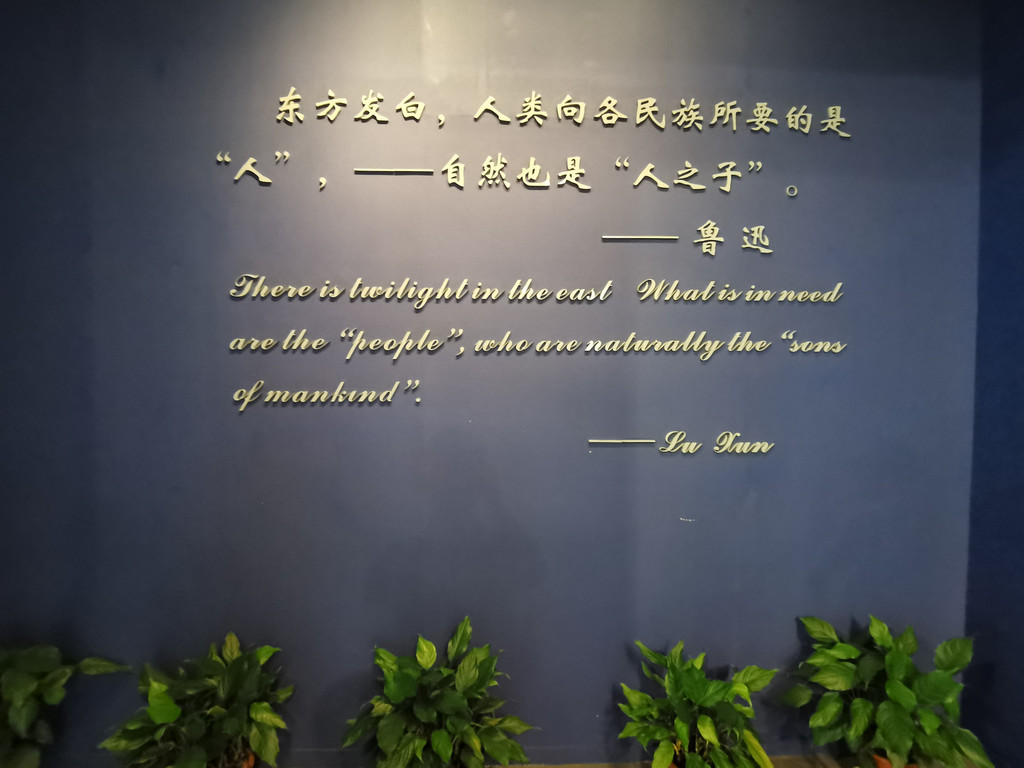 东方发白，人类向各民族所要的是
“人”，——自然也是“人之子”。
——鲁迅
There is twilight in the east What is in need
are the “people”, who are naturally the “sons
of mankind”.
——Lu Xun